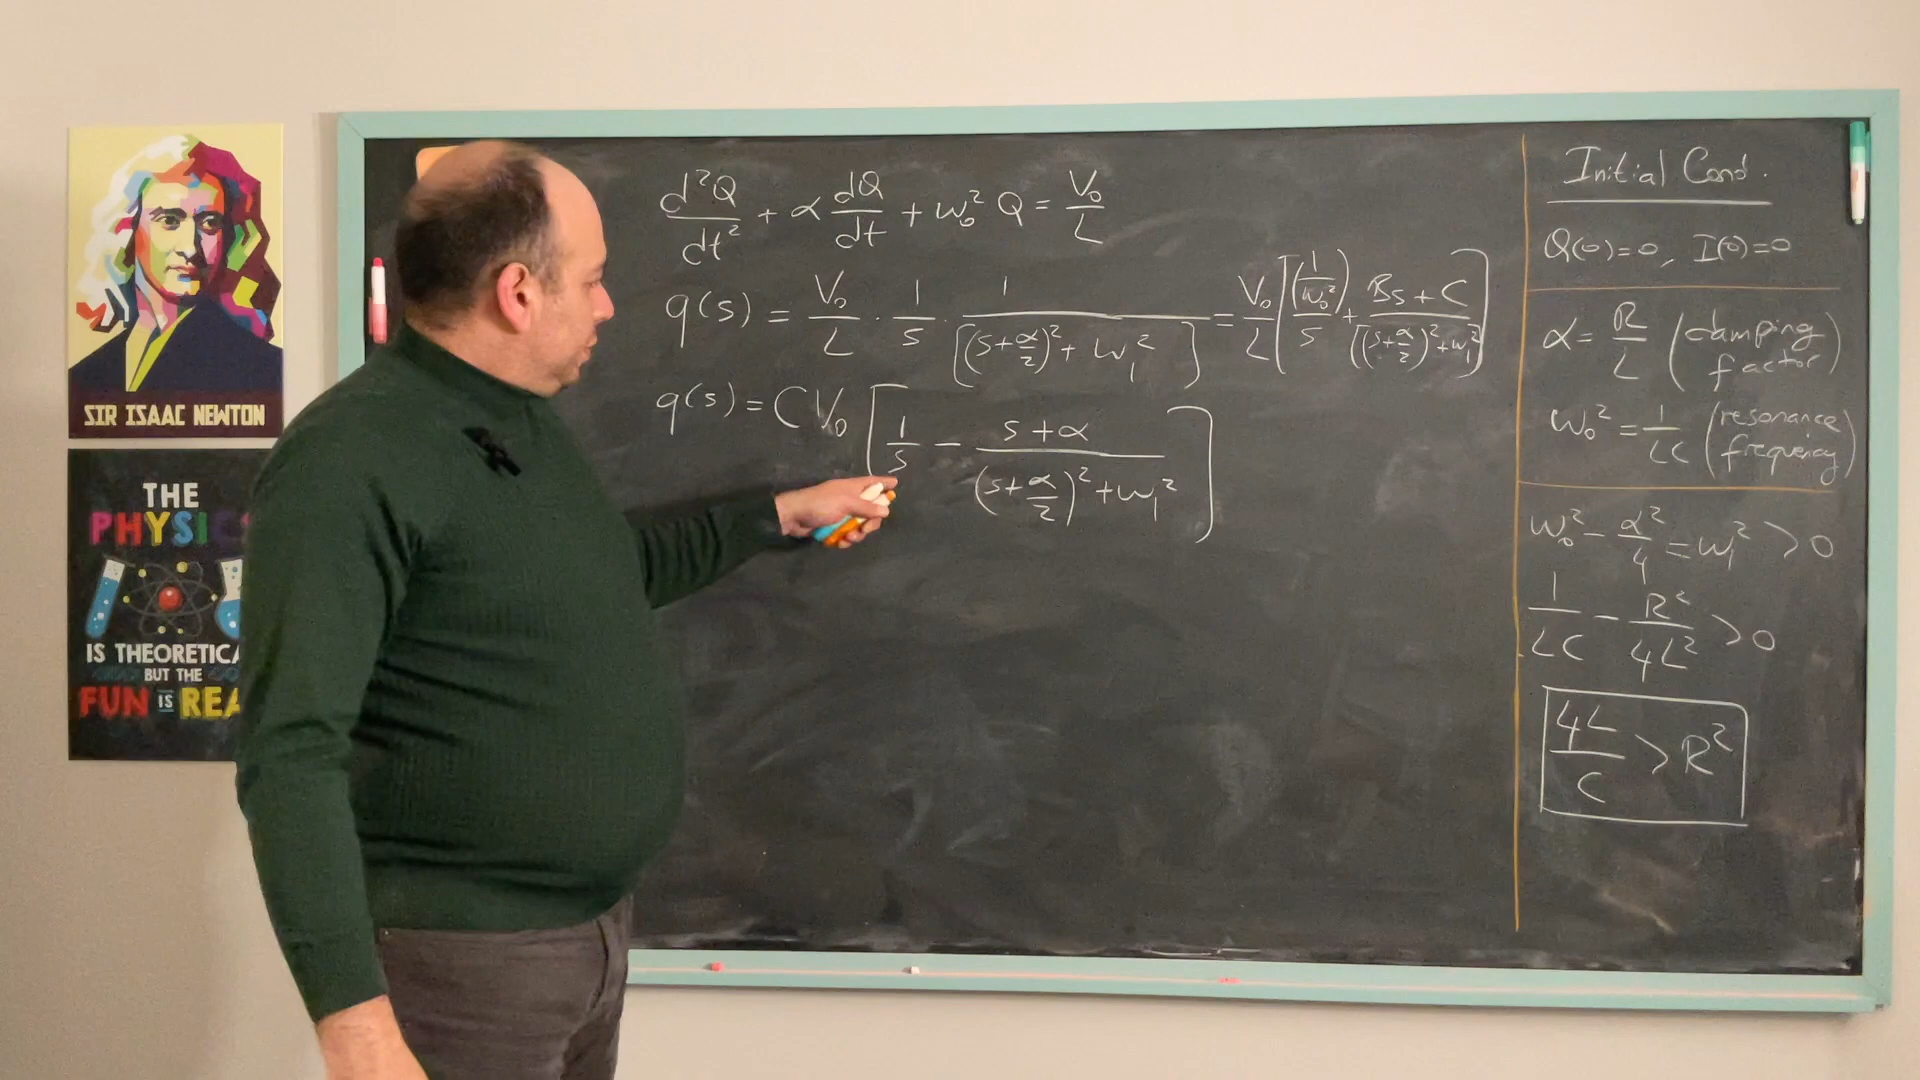 SIR ISAAC NEWTON
THE
PHYSIC
IS THEORETICA
BUT THE
FUN IS REA
d²Q/dt² + α dQ/dt + ω₀² Q = V₀/L
q(s) = V₀/L · 1/s · 1/[(s+α/2)² + ω₁²] = V₀/L [(1/ω₀²)/s + (Bs + C)/[(s+α/2)² + ω₁²]]
q(s) = CV₀ [1/s − (s+α)/((s+α/2)² + ω₁²)]
Initial Cond.
Q(0)=0, I(0)=0
α = R/L (damping factor)
ω₀² = 1/LC (resonance frequency)
ω₀² − α²/4 = ω₁² > 0
1/LC − R²/4L² > 0
4L/C > R²